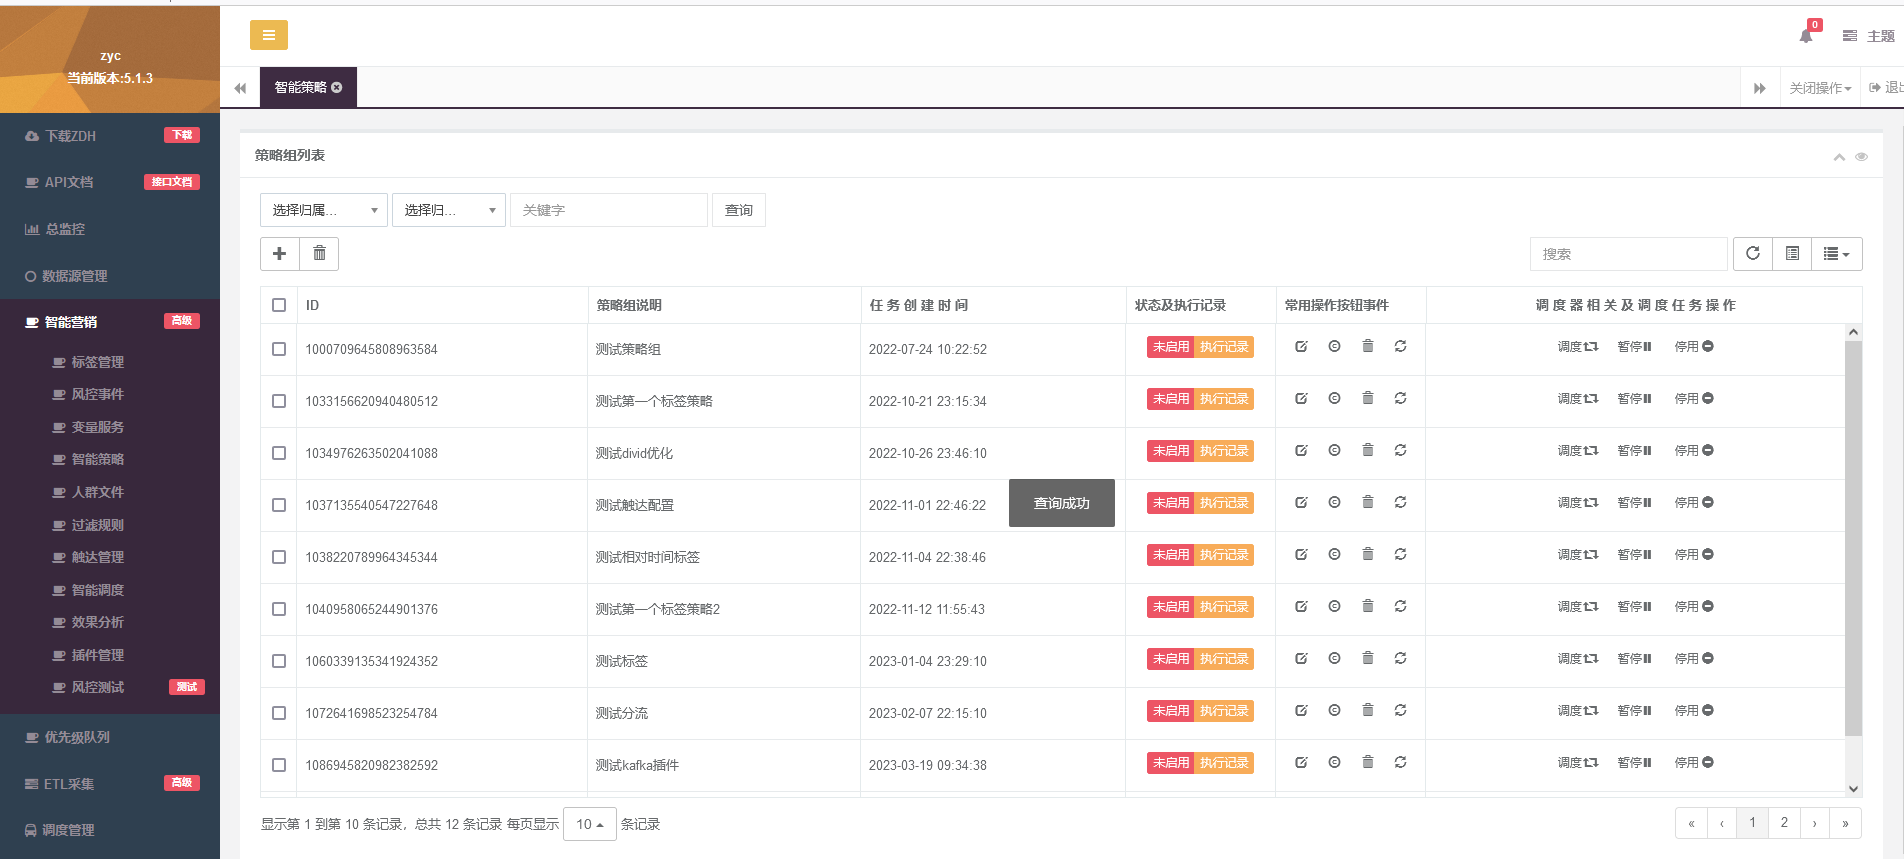 zyc
当前版本:5.1.3
下载ZDH 下载
API文档 接口文档
总监控
数据源管理
智能营销 高级
标签管理
风控事件
变量服务
智能策略
人群文件
过滤规则
触达管理
智能调度
效果分析
插件管理
风控测试 测试
优先级队列
ETL采集 高级
调度管理
0 主题
智能策略 关闭操作 退出
策略组列表
选择归属... 选择归... 关键字 查询
搜索
ID 策略组说明 任务创建时间 状态及执行记录 常用操作按钮事件 调度器相关及调度任务操作
1000709645808963584 测试策略组 2022-07-24 10:22:52 未启用 执行记录 调度 暂停 停用
1033156620940480512 测试第一个标签策略 2022-10-21 23:15:34 未启用 执行记录 调度 暂停 停用
1034976263502041088 测试divid优化 2022-10-26 23:46:10 未启用 执行记录 调度 暂停 停用
1037135540547227648 测试触达配置 2022-11-01 22:46:22 未启用 执行记录 调度 暂停 停用
查询成功
1038220789964345344 测试相对时间标签 2022-11-04 22:38:46 未启用 执行记录 调度 暂停 停用
1040958065244901376 测试第一个标签策略2 2022-11-12 11:55:43 未启用 执行记录 调度 暂停 停用
1060339135341924352 测试标签 2023-01-04 23:29:10 未启用 执行记录 调度 暂停 停用
1072641698523254784 测试分流 2023-02-07 22:15:10 未启用 执行记录 调度 暂停 停用
1086945820982382592 测试kafka插件 2023-03-19 09:34:38 未启用 执行记录 调度 暂停 停用
显示第 1 到第 10 条记录，总共 12 条记录 每页显示 10 条记录
« ‹ 1 2 › »